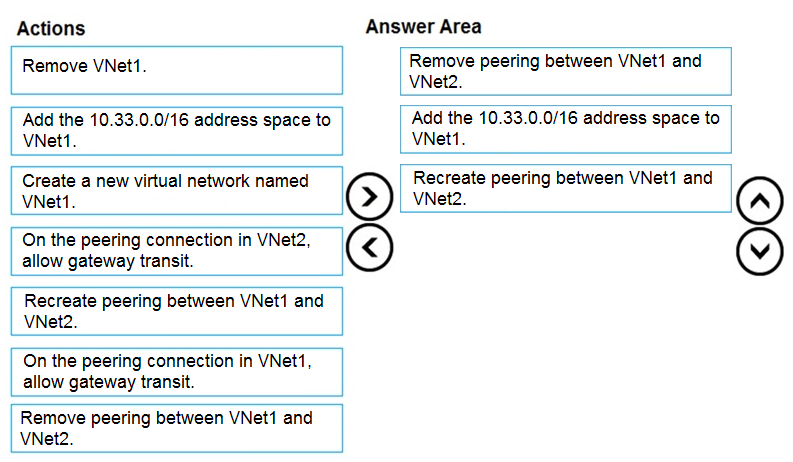 Actions
Remove VNet1.
Add the 10.33.0.0/16 address space to
VNet1.
Create a new virtual network named
VNet1.
On the peering connection in VNet2,
allow gateway transit.
Recreate peering between VNet1 and
VNet2.
On the peering connection in VNet1,
allow gateway transit.
Remove peering between VNet1 and
VNet2.
Answer Area
Remove peering between VNet1 and
VNet2.
Add the 10.33.0.0/16 address space to
VNet1.
Recreate peering between VNet1 and
VNet2.